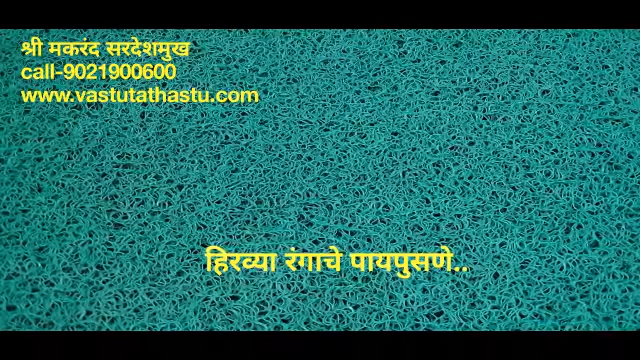 श्री मकरंद सरदेशमुख
call-9021900600
www.vastutathastu.com
हिरव्या रंगाचे पायपुसणे..